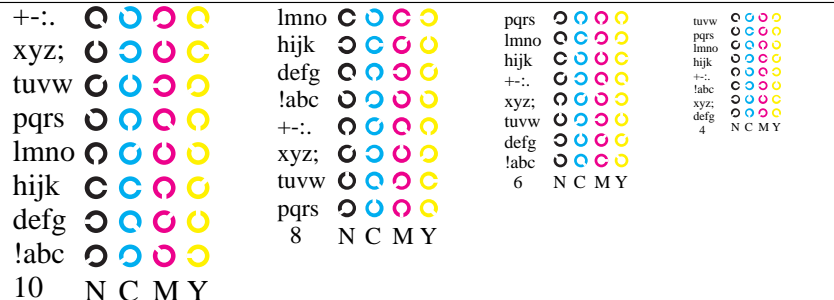 +-:.
xyz;
tuvw
pqrs
lmno
hijk
defg
!abc
10 N C M Y
lmno
hijk
defg
!abc
+-:.
xyz;
tuvw
pqrs
8 N C M Y
pqrs
lmno
hijk
+-:.
xyz;
tuvw
defg
!abc
6 N C M Y
tuvw
pqrs
lmno
hijk
+-:.
!abc
xyz;
defg
4 N C M Y